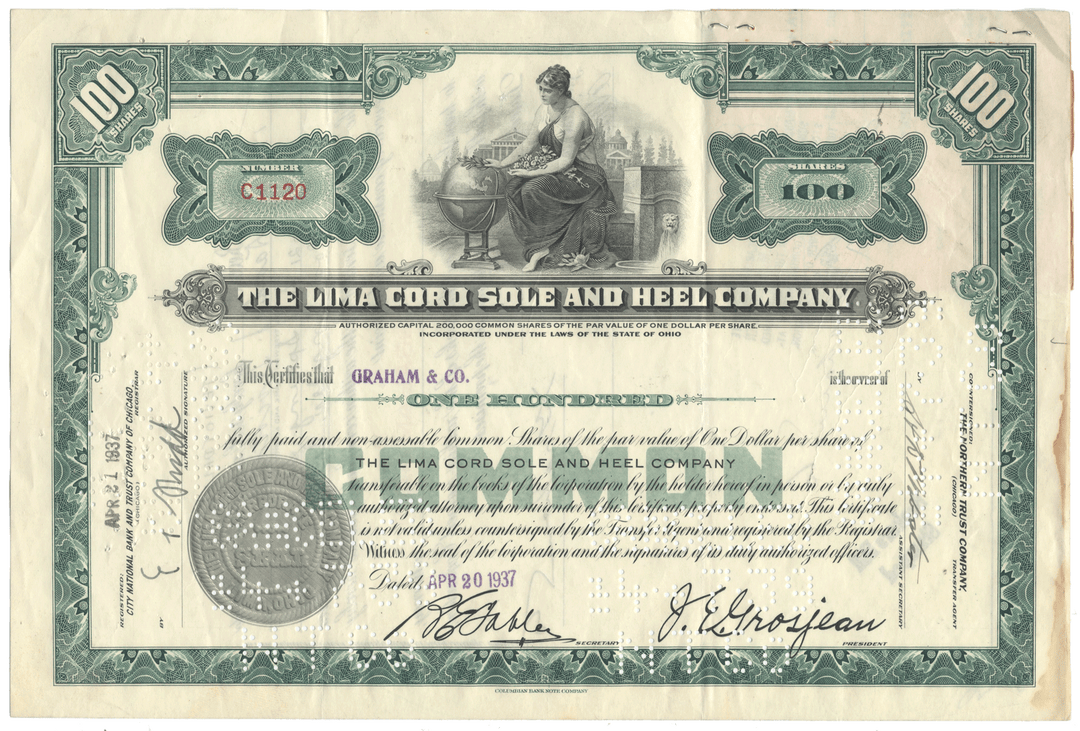 100
SHARES
100
SHARES
NUMBER
C1120
SHARES
100
THE LIMA CORD SOLE AND HEEL COMPANY.
AUTHORIZED CAPITAL 200,000 COMMON SHARES OF THE PAR VALUE OF ONE DOLLAR PER SHARE.
INCORPORATED UNDER THE LAWS OF THE STATE OF OHIO
This Certifies that GRAHAM & CO. is the owner of
ONE HUNDRED
fully paid and non-assessable Common Shares of the par value of One Dollar per share of
COMMON
THE LIMA CORD SOLE AND HEEL COMPANY
transferable on the books of the Corporation by the holder hereof in person or by duly
authorized attorney upon surrender of this Certificate properly endorsed. This Certificate
is not valid unless countersigned by the Transfer Agent and registered by the Registrar.
Witness the seal of the Corporation and the signatures of its duly authorized officers.
Dated: APR 20 1937
SECRETARY
J. E. Grosjean
PRESIDENT
REGISTERED:
CITY NATIONAL BANK AND TRUST COMPANY OF CHICAGO,
(CHICAGO) REGISTRAR
APR 21 1937
BY
AUTHORIZED SIGNATURE
COUNTERSIGNED:
THE NORTHERN TRUST COMPANY,
(CHICAGO) TRANSFER AGENT
BY
ASSISTANT SECRETARY
COLUMBIAN BANK NOTE COMPANY